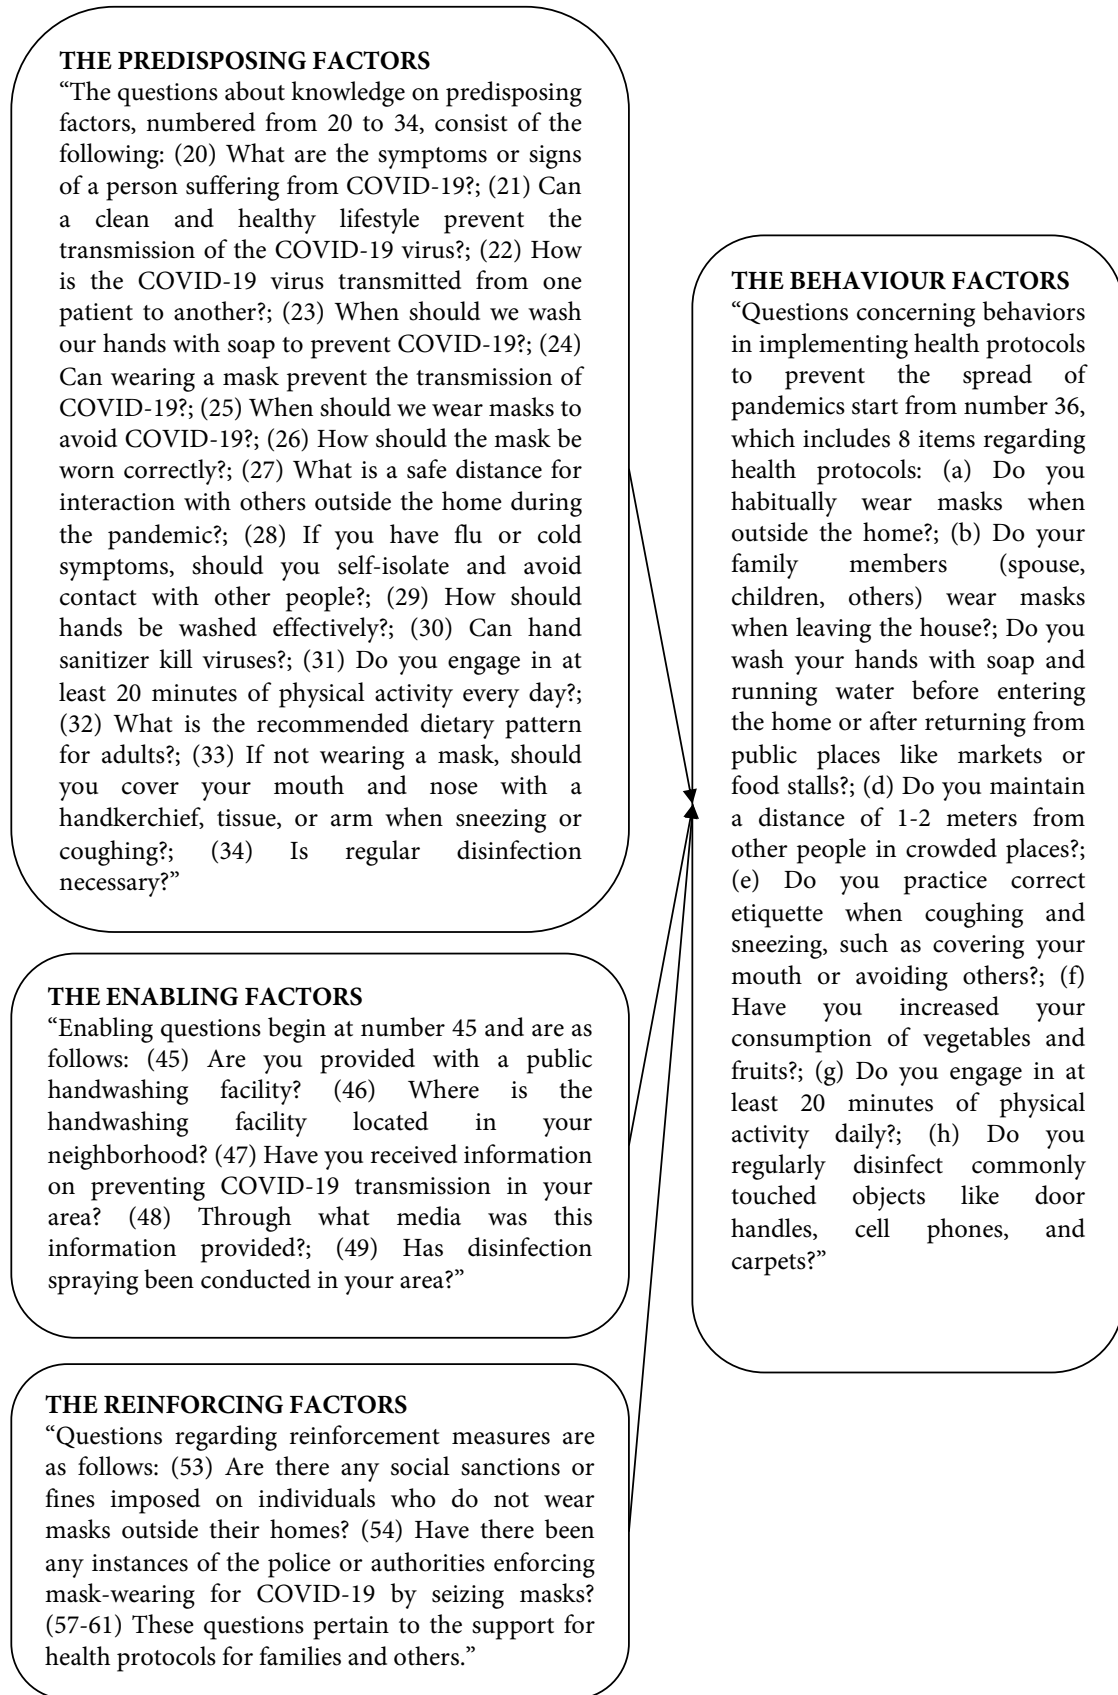 THE PREDISPOSING FACTORS
“The questions about knowledge on predisposing
factors, numbered from 20 to 34, consist of the
following: (20) What are the symptoms or signs
of a person suffering from COVID-19?; (21) Can
a clean and healthy lifestyle prevent the
transmission of the COVID-19 virus?; (22) How
is the COVID-19 virus transmitted from one
patient to another?; (23) When should we wash
our hands with soap to prevent COVID-19?; (24)
Can wearing a mask prevent the transmission of
COVID-19?; (25) When should we wear masks to
avoid COVID-19?; (26) How should the mask be
worn correctly?; (27) What is a safe distance for
interaction with others outside the home during
the pandemic?; (28) If you have flu or cold
symptoms, should you self-isolate and avoid
contact with other people?; (29) How should
hands be washed effectively?; (30) Can hand
sanitizer kill viruses?; (31) Do you engage in at
least 20 minutes of physical activity every day?;
(32) What is the recommended dietary pattern
for adults?; (33) If not wearing a mask, should
you cover your mouth and nose with a
handkerchief, tissue, or arm when sneezing or
coughing?; (34) Is regular disinfection
necessary?”
THE ENABLING FACTORS
“Enabling questions begin at number 45 and are as
follows: (45) Are you provided with a public
handwashing facility? (46) Where is the
handwashing facility located in your
neighborhood? (47) Have you received information
on preventing COVID-19 transmission in your
area? (48) Through what media was this
information provided?; (49) Has disinfection
spraying been conducted in your area?”
THE REINFORCING FACTORS
“Questions regarding reinforcement measures are
as follows: (53) Are there any social sanctions or
fines imposed on individuals who do not wear
masks outside their homes? (54) Have there been
any instances of the police or authorities enforcing
mask-wearing for COVID-19 by seizing masks?
(57-61) These questions pertain to the support for
health protocols for families and others.”
THE BEHAVIOUR FACTORS
“Questions concerning behaviors
in implementing health protocols
to prevent the spread of
pandemics start from number 36,
which includes 8 items regarding
health protocols: (a) Do you
habitually wear masks when
outside the home?; (b) Do your
family members (spouse,
children, others) wear masks
when leaving the house?; Do you
wash your hands with soap and
running water before entering
the home or after returning from
public places like markets or
food stalls?; (d) Do you maintain
a distance of 1-2 meters from
other people in crowded places?;
(e) Do you practice correct
etiquette when coughing and
sneezing, such as covering your
mouth or avoiding others?; (f)
Have you increased your
consumption of vegetables and
fruits?; (g) Do you engage in at
least 20 minutes of physical
activity daily?; (h) Do you
regularly disinfect commonly
touched objects like door
handles, cell phones, and
carpets?”